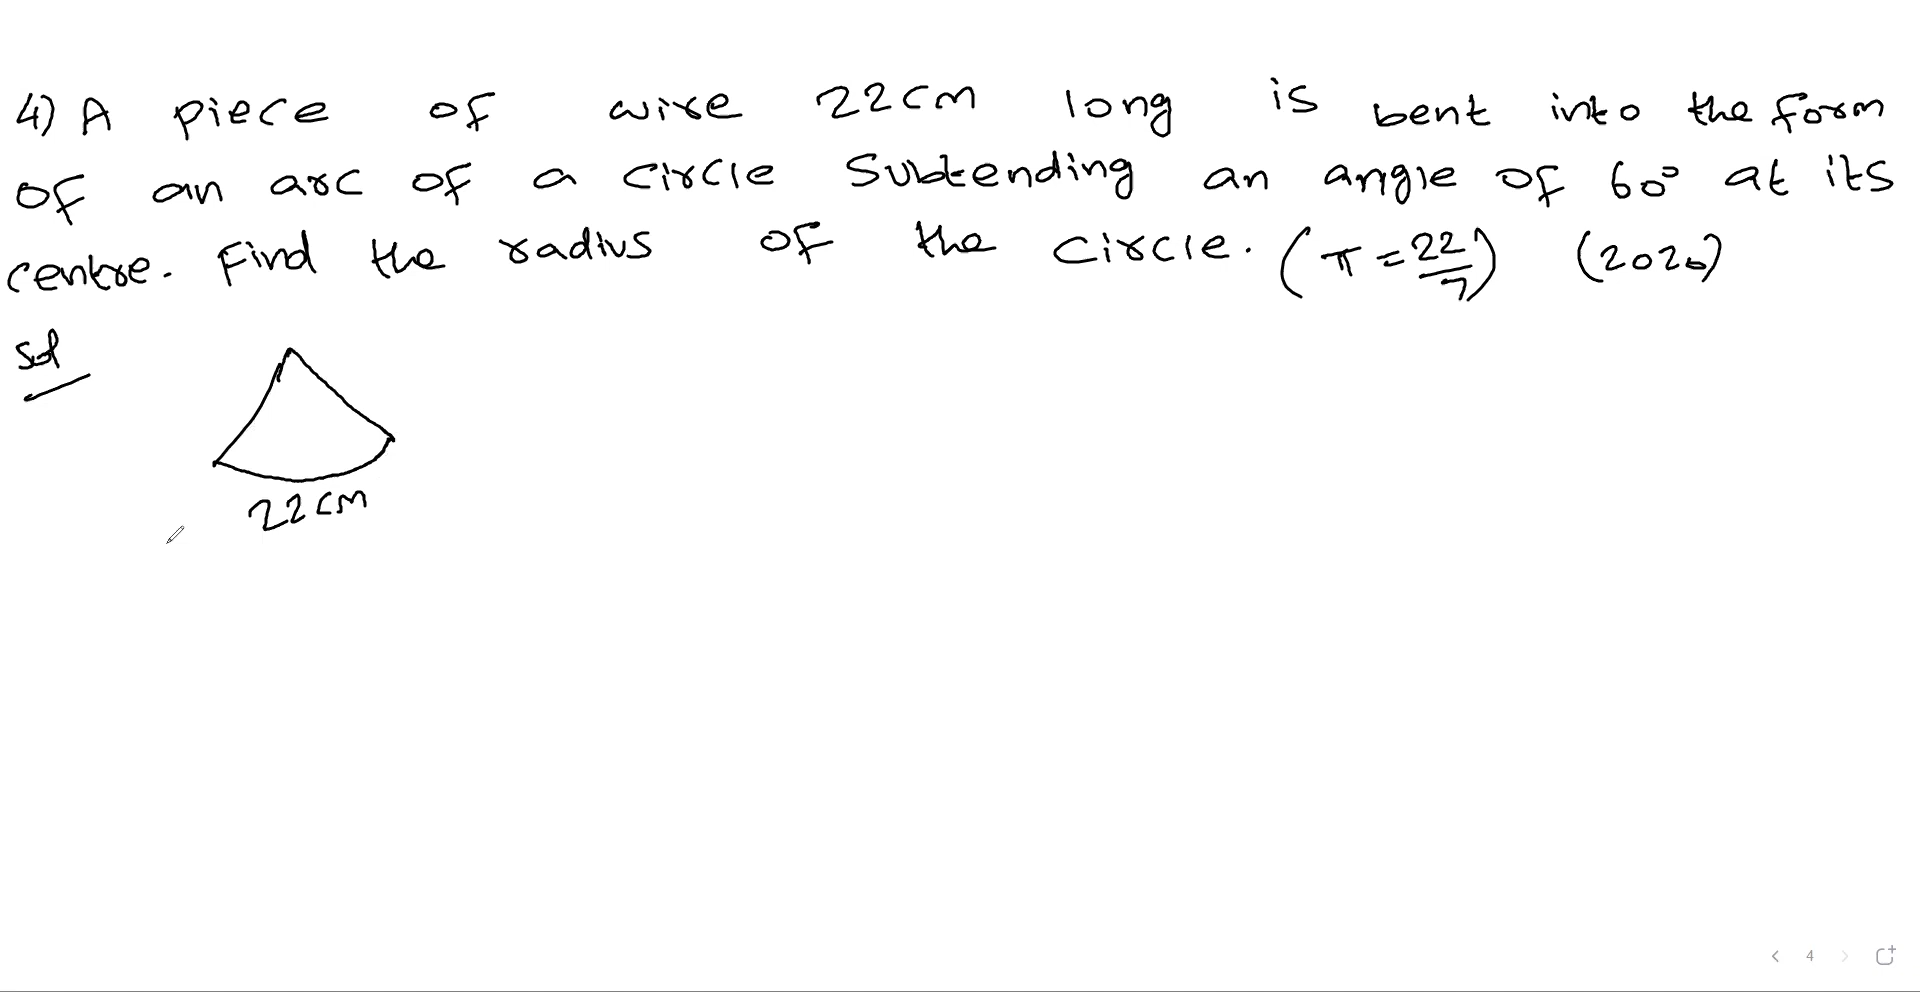 4) A piece of wire 22cm long is bent into the form
of an arc of a circle subtending an angle of 60° at its
centre. Find the radius of the circle. (π = 22/7) (2020)
Sol
22cm
4